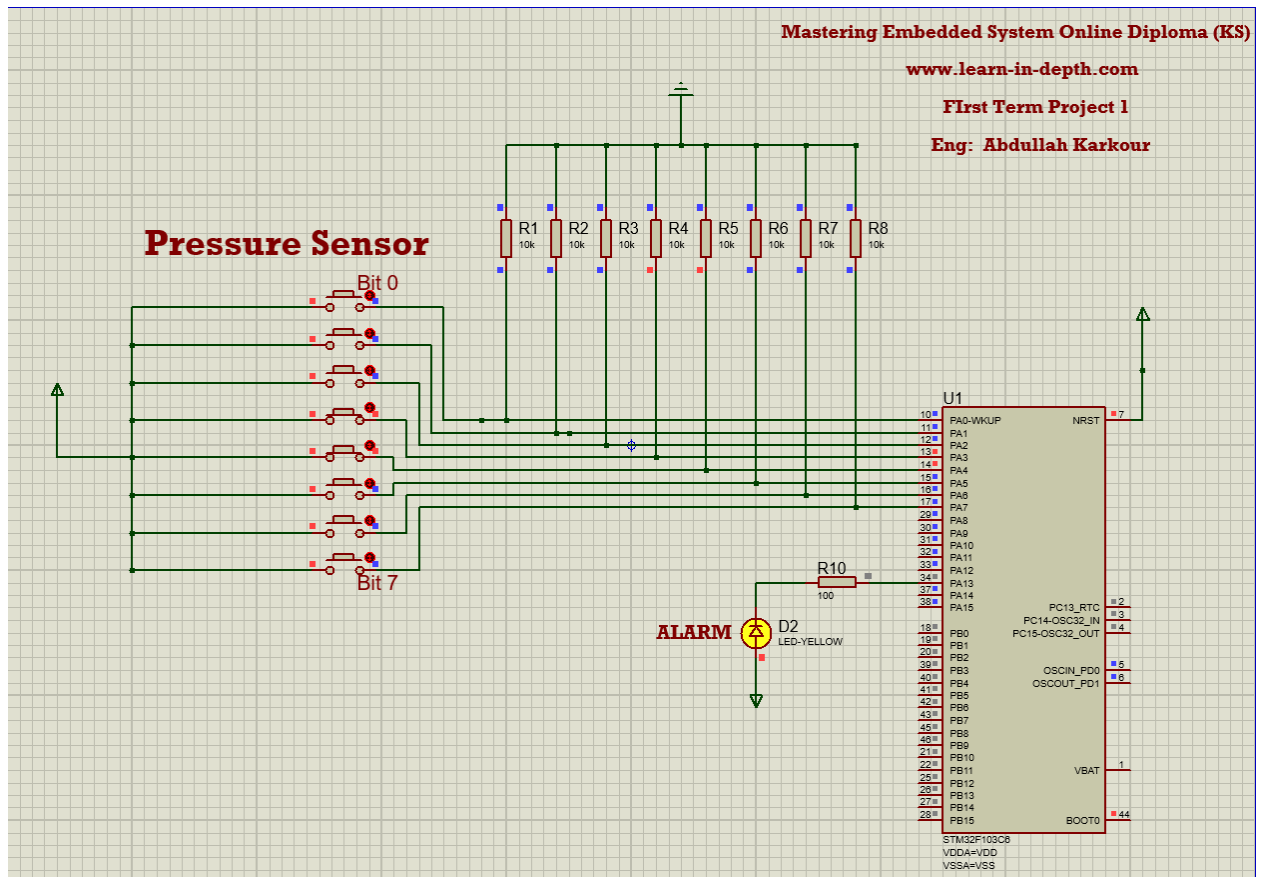 Mastering Embedded System Online Diploma (KS)
www.learn-in-depth.com
FIrst Term Project 1
Eng: Abdullah Karkour
Pressure Sensor
R1
10k
R2
10k
R3
10k
R4
10k
R5
10k
R6
10k
R7
10k
R8
10k
Bit 0
Bit 7
U1
10 PA0-WKUP
11 PA1
12 PA2
13 PA3
14 PA4
15 PA5
16 PA6
17 PA7
29 PA8
30 PA9
31 PA10
32 PA11
33 PA12
34 PA13
37 PA14
38 PA15
18 PB0
19 PB1
20 PB2
39 PB3
40 PB4
41 PB5
42 PB6
43 PB7
45 PB8
46 PB9
21 PB10
22 PB11
25 PB12
26 PB13
27 PB14
28 PB15
NRST 7
PC13_RTC 2
PC14-OSC32_IN 3
PC15-OSC32_OUT 4
OSCIN_PD0 5
OSCOUT_PD1 6
VBAT 1
BOOT0 44
STM32F103C6
VDDA=VDD
VSSA=VSS
R10
100
ALARM
D2
LED-YELLOW